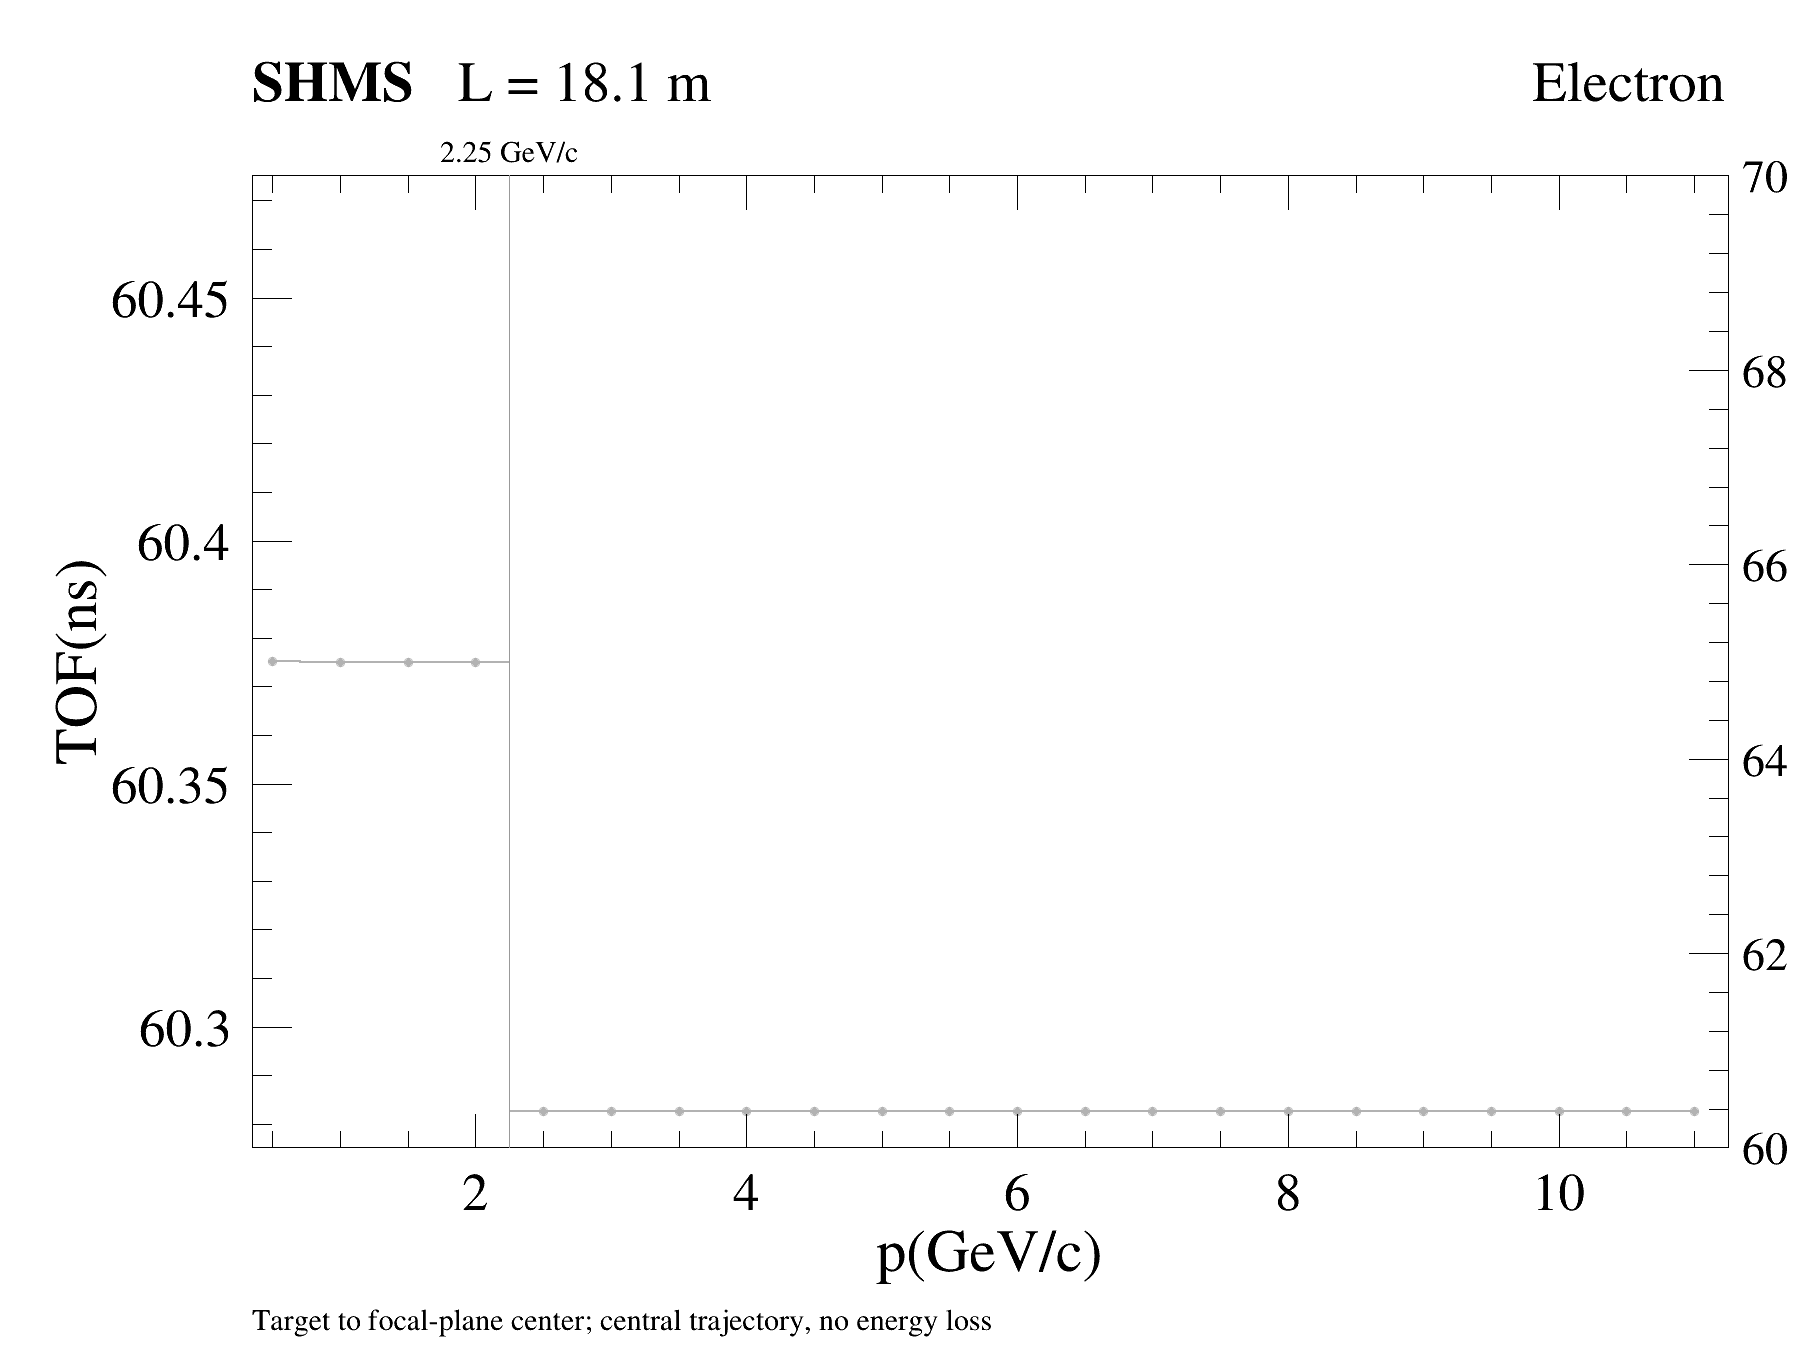 SHMS L = 18.1 m
Electron
2.25 GeV/c
70
60.45
68
60.4
66
TOF(ns)
64
60.35
62
60.3
60
2 4 6 8 10
p(GeV/c)
Target to focal-plane center; central trajectory, no energy loss